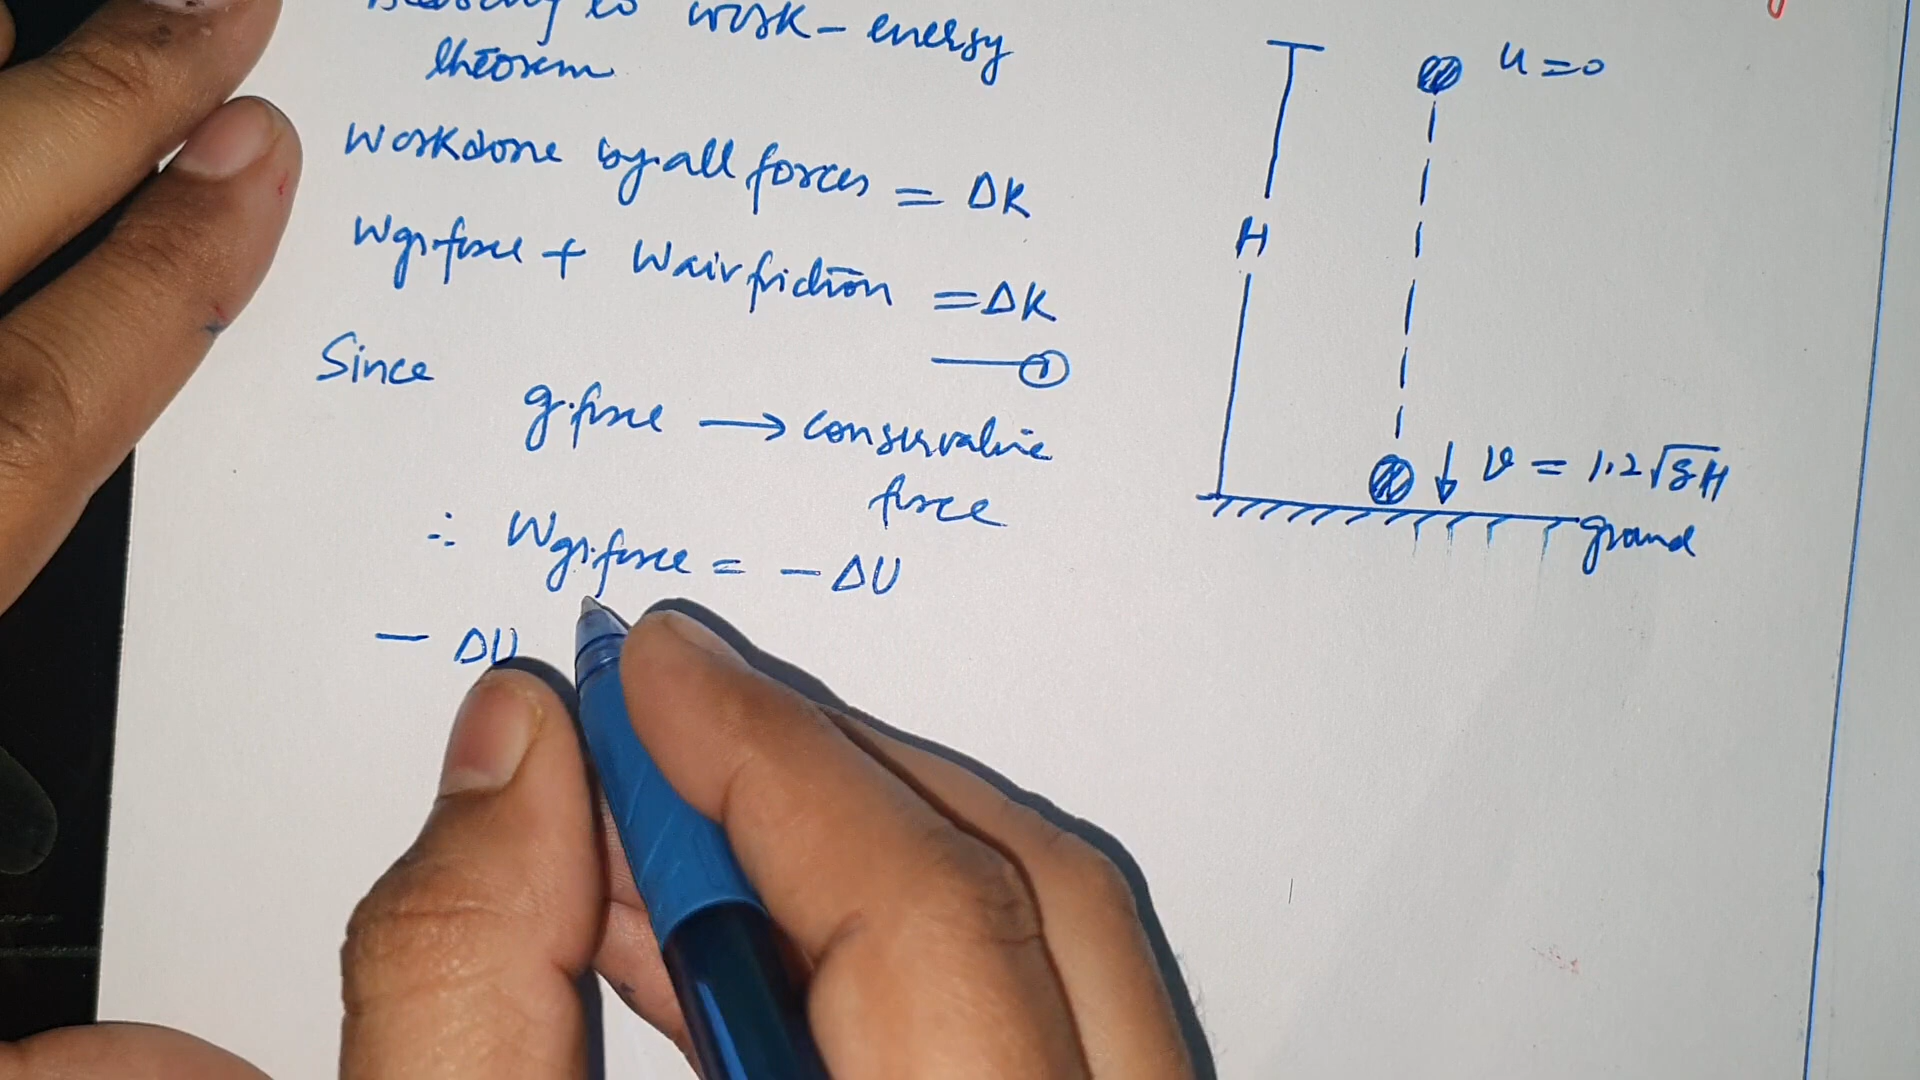 to work-energy
theorem
Workdone by all forces = ΔK
Wgr.force + Wair friction = ΔK
①
Since
g.force → conservative
force
∴ Wgr.force = - ΔU
- ΔU
u = 0
H
v = 1.2√gH
ground